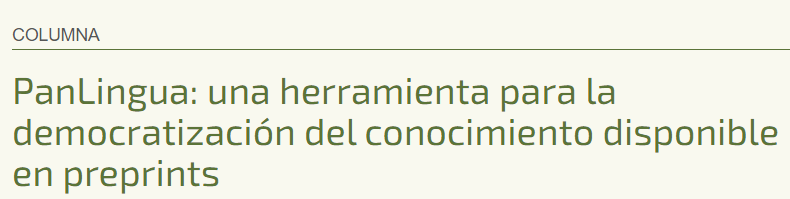 COLUMNA
PanLingua: una herramienta para la
democratización del conocimiento disponible
en preprints